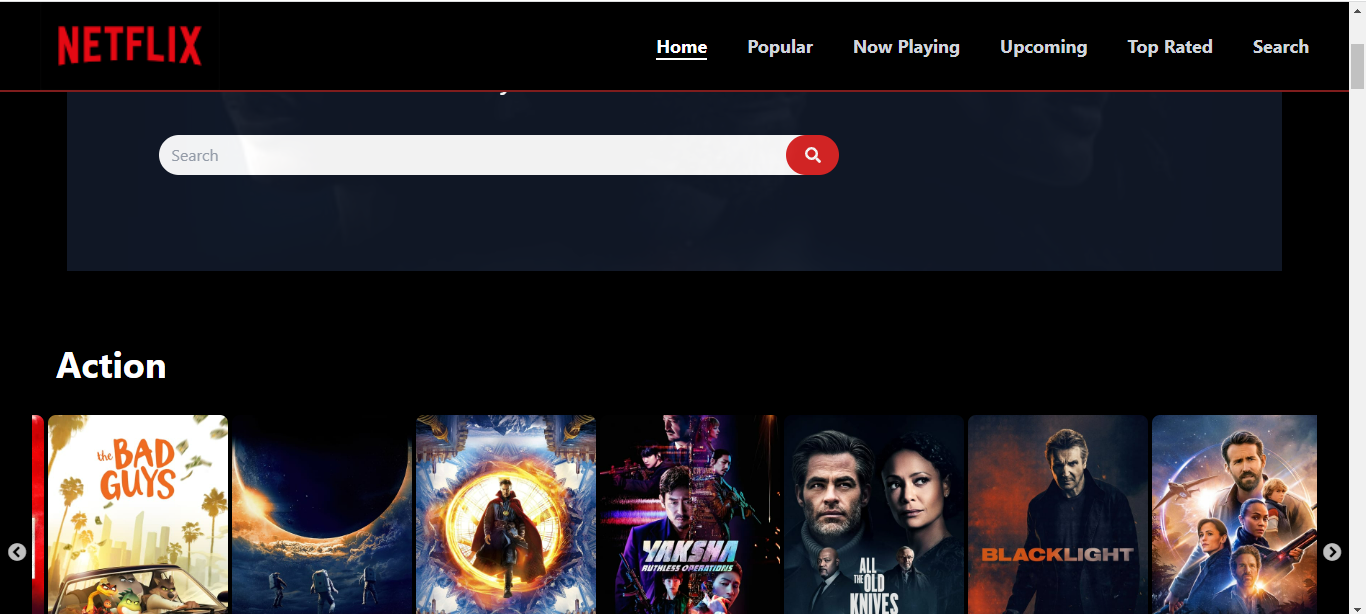 NETFLIX
Home Popular Now Playing Upcoming Top Rated Search
Search
Action
the BAD GUYS
YAKSHA
RUTHLESS OPERATIONS
ALL
THE OLD
KNIVES
BLACKLIGHT